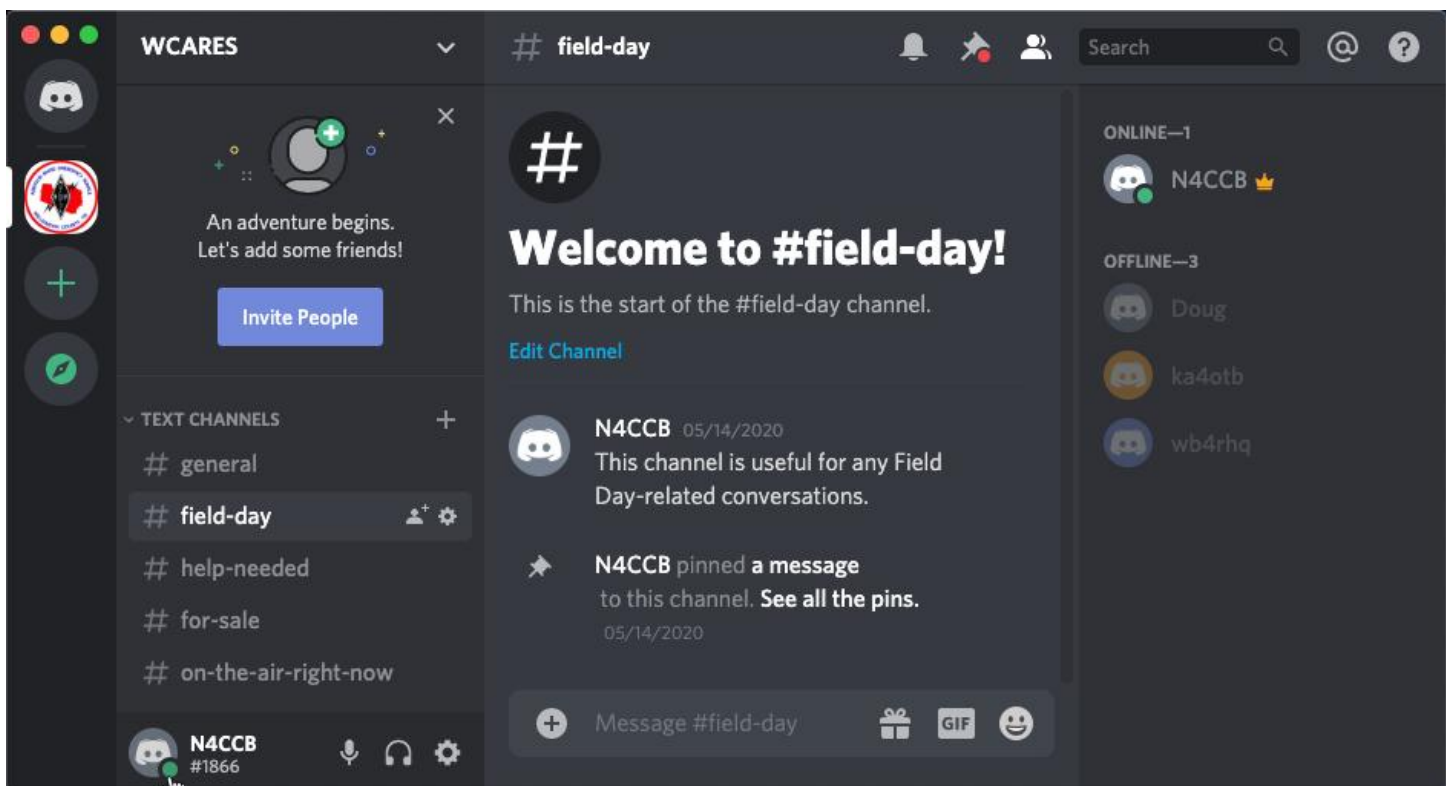 WCARES
An adventure begins.
Let's add some friends!
Invite People
TEXT CHANNELS
# general
# field-day
# help-needed
# for-sale
# on-the-air-right-now
N4CCB
#1866
# field-day
Search
#
Welcome to #field-day!
This is the start of the #field-day channel.
Edit Channel
N4CCB 05/14/2020
This channel is useful for any Field
Day-related conversations.
N4CCB pinned a message
to this channel. See all the pins.
05/14/2020
Message #field-day
GIF
ONLINE—1
N4CCB
OFFLINE—3
Doug
ka4otb
wb4rhq